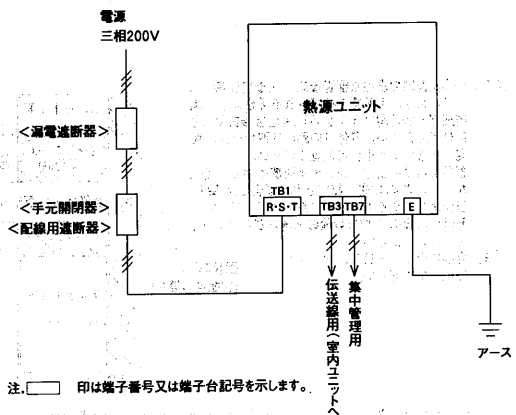 電源
三相200V
<漏電遮断器>
<手元開閉器>
<配線用遮断器>
熱源ユニット
TB1
R・S・T
TB3
TB7
E
伝送線用(室内ユニットへ
集中管理用
アース
注. 印は端子番号又は端子台記号を示します。